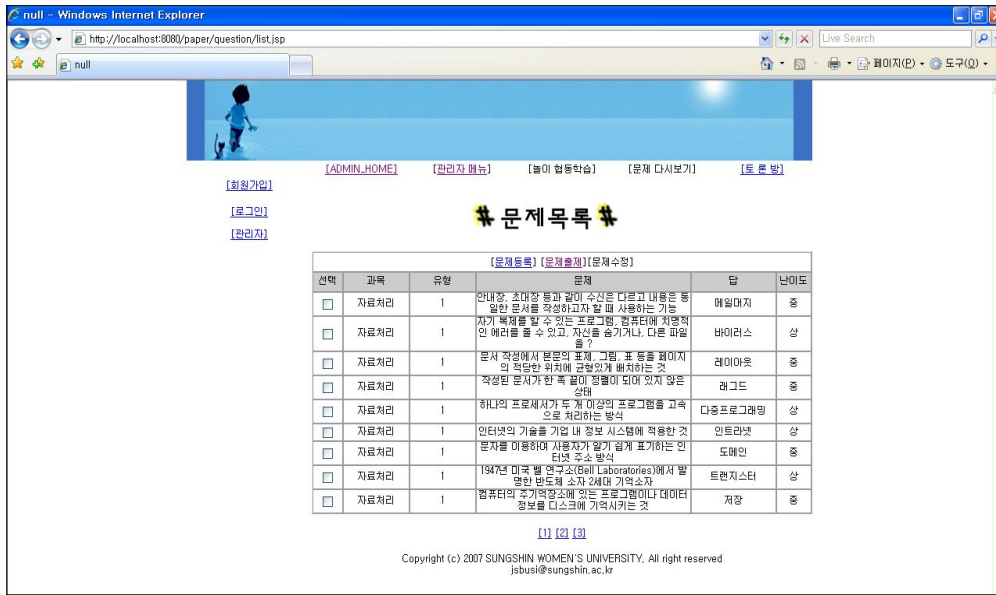 null - Windows Internet Explorer
http://localhost:8080/paper/question/list.jsp
Live Search
null
페이지(P)
도구(O)
[ADMIN_HOME] [관리자 메뉴] [놀이 협동학습] [문제 다시보기] [토 론 방]
[회원가입]
[로그인]
[관리자]
# 문제목록 #
[문제등록] [문제출제][문제수정]
선택 과목 유형 문제 답 난이도
자료처리 1 안내장, 초대장 등과 같이 수신은 다르고 내용은 동
일한 문서를 작성하고자 할 때 사용하는 기능 메일머지 중
자료처리 1 자기 복제를 할 수 있는 프로그램, 컴퓨터에 치명적
인 에러를 줄 수 있고, 자신을 숨기거나, 다른 파일
을 ? 바이러스 상
자료처리 1 문서 작성에서 본문의 표제, 그림, 표 등을 페이지
의 적당한 위치에 균형있게 배치하는 것 레이아웃 중
자료처리 1 작성된 문서가 한 쪽 끝이 정렬이 되어 있지 않은
상태 래그드 중
자료처리 1 하나의 프로세서가 두 개 이상의 프로그램을 고속
으로 처리하는 방식 다중프로그래밍 상
자료처리 1 인터넷의 기술을 기업 내 정보 시스템에 적용한 것 인트라넷 상
자료처리 1 문자를 이용하여 사용자가 알기 쉽게 표기하는 인
터넷 주소 방식 도메인 중
자료처리 1 1947년 미국 벨 연구소(Bell Laboratories)에서 발
명한 반도체 소자 2세대 기억소자 트랜지스터 상
자료처리 1 컴퓨터의 주기억장소에 있는 프로그램이나 데이터
정보를 디스크에 기억시키는 것 저장 중
[1] [2] [3]
Copyright (c) 2007 SUNGSHIN WOMEN'S UNIVERSITY, All right reserved
jsbusi@sungshin.ac.kr